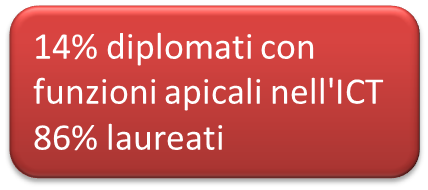 14% diplomati con
funzioni apicali nell'ICT
86% laureati